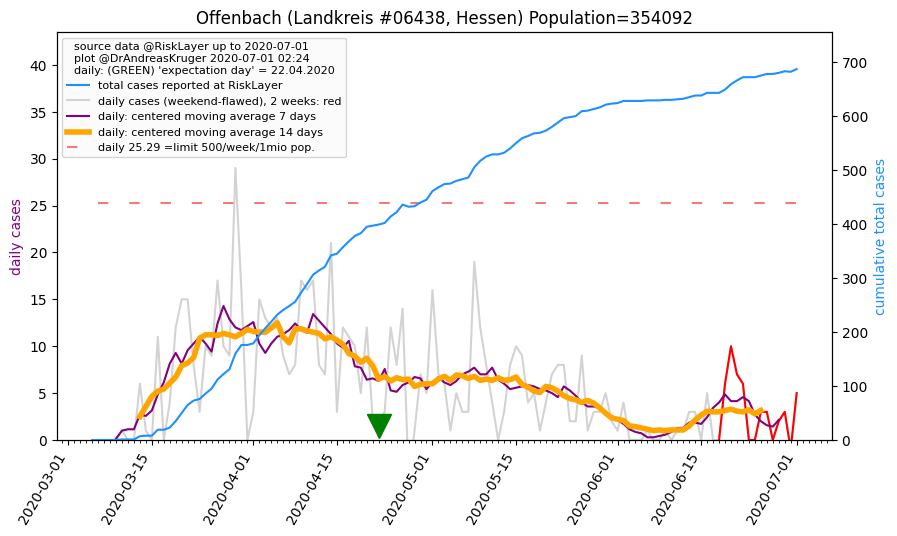 Offenbach (Landkreis #06438, Hessen) Population=354092
source data @RiskLayer up to 2020-07-01
plot @DrAndreasKruger 2020-07-01 02:24
daily: (GREEN) 'expectation day' = 22.04.2020
total cases reported at RiskLayer
daily cases (weekend-flawed), 2 weeks: red
daily: centered moving average 7 days
daily: centered moving average 14 days
daily 25.29 =limit 500/week/1mio pop.
daily cases
40
35
30
25
20
15
10
5
0
cumulative total cases
700
600
500
400
300
200
100
0
2020-03-01
2020-03-15
2020-04-01
2020-04-15
2020-05-01
2020-05-15
2020-06-01
2020-06-15
2020-07-01